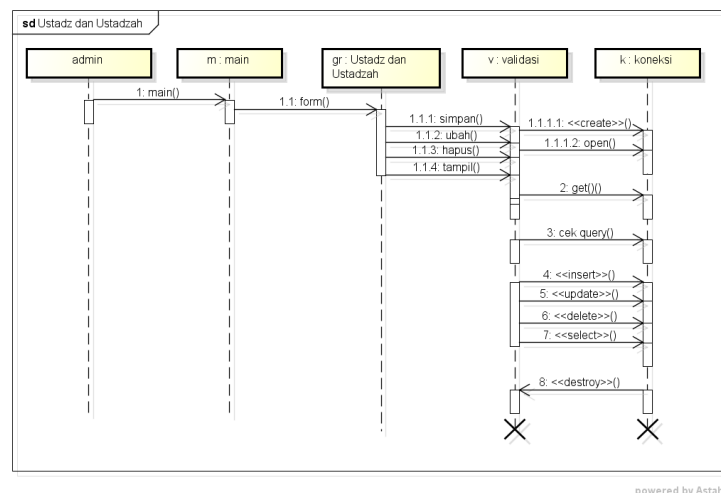 sd Ustadz dan Ustadzah
admin
m : main
gr : Ustadz dan
Ustadzah
v : validasi
k : koneksi
1: main()
1.1: form()
1.1.1: simpan()
1.1.1.1: <<create>>()
1.1.2: ubah()
1.1.1.2: open()
1.1.3: hapus()
1.1.4: tampil()
2: get()()
3: cek query()
4: <<insert>>()
5: <<update>>()
6: <<delete>>()
7: <<select>>()
8: <<destroy>>()
powered by